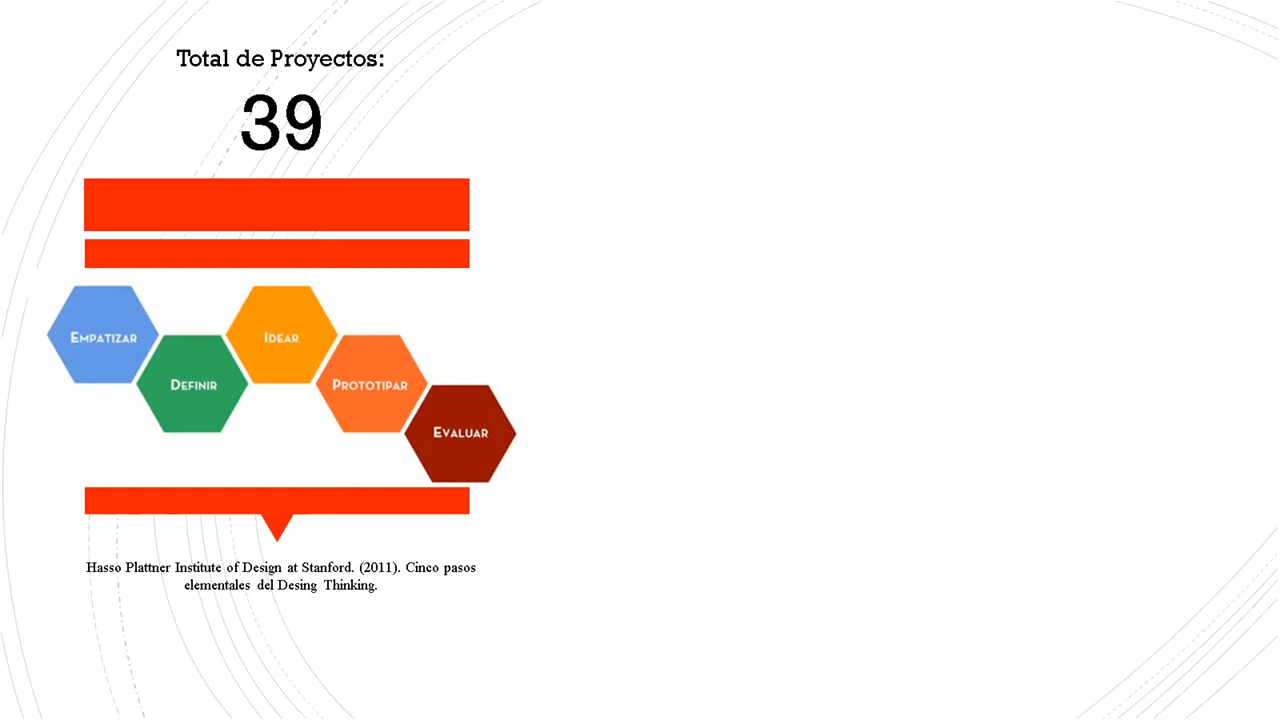 Total de Proyectos:
39
EMPATIZAR
DEFINIR
IDEAR
PROTOTIPAR
EVALUAR
Hasso Plattner Institute of Design at Stanford. (2011). Cinco pasos
elementales del Desing Thinking.